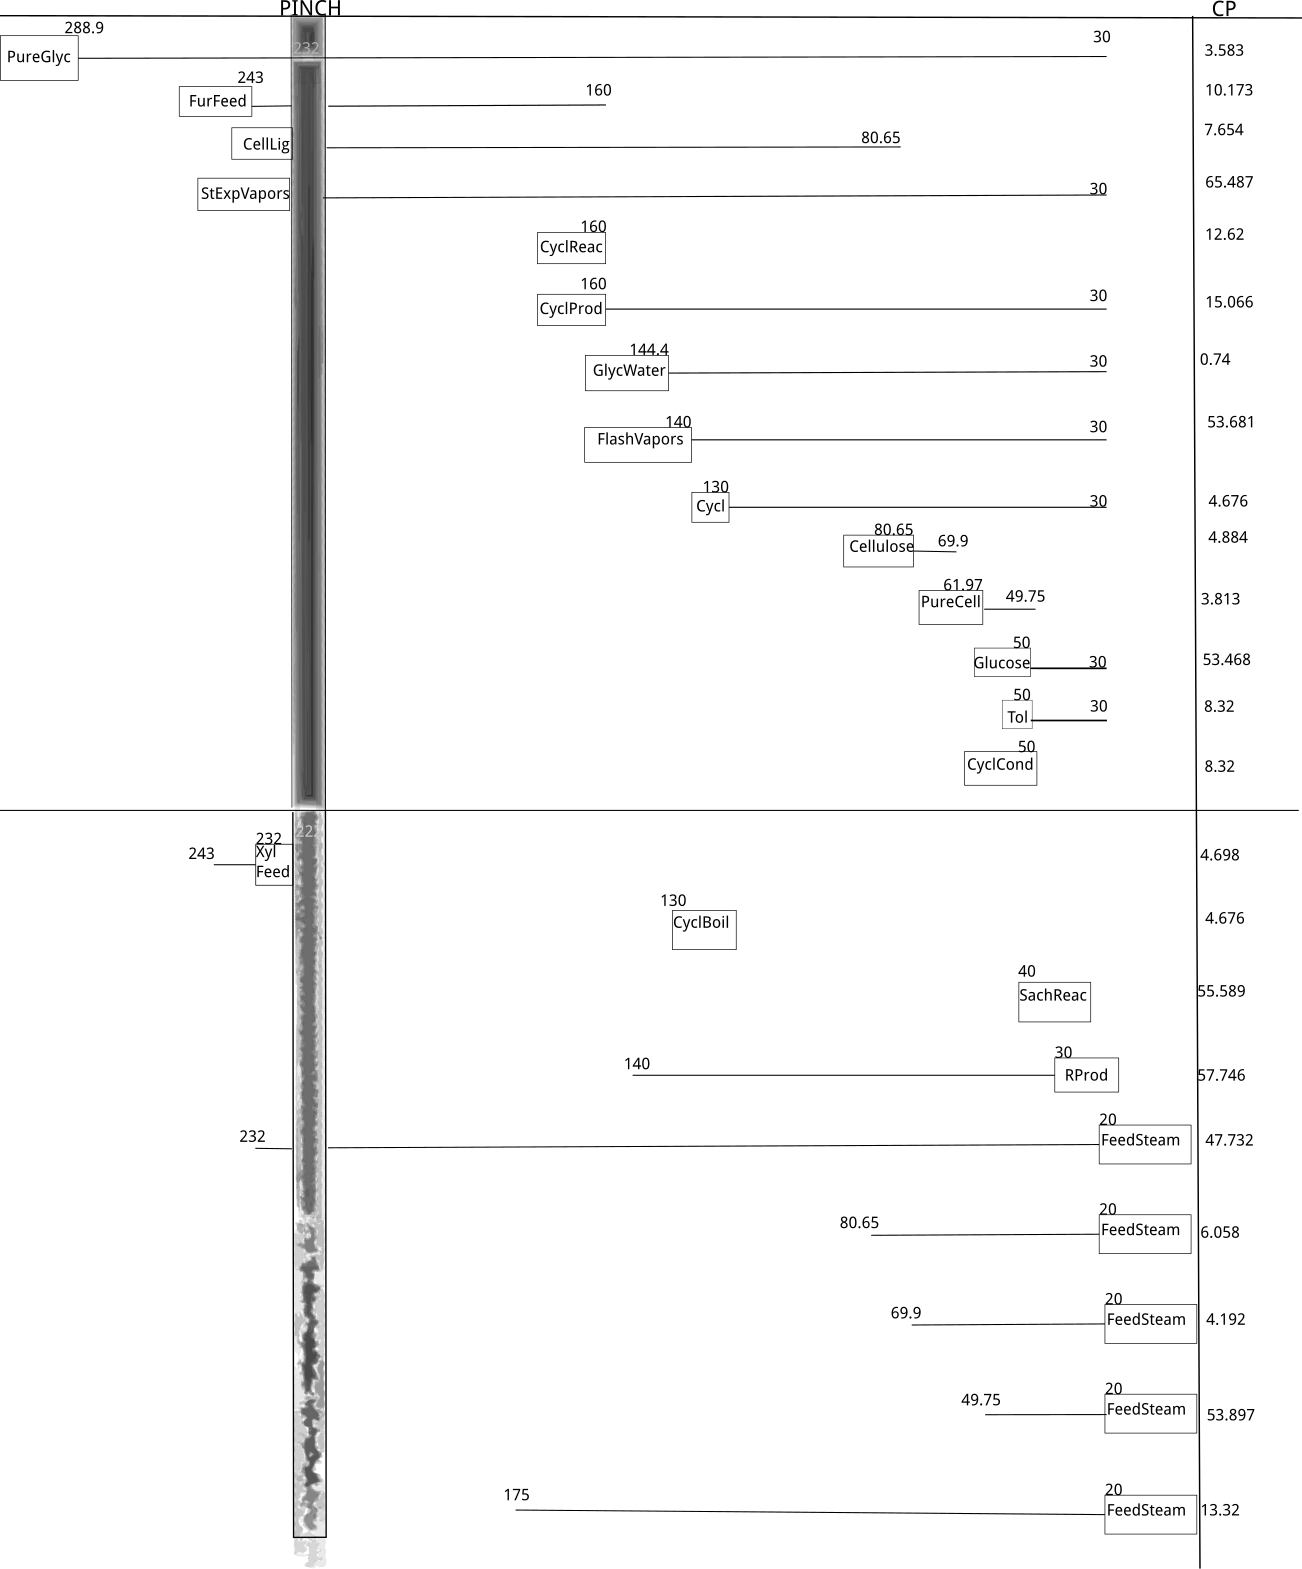 PINCH CP
288.9
PureGlyc 232 30 3.583
243
FurFeed 160 10.173
CellLig 80.65 7.654
StExpVapors 30 65.487
160
CyclReac 12.62
160
CyclProd 30 15.066
144.4
GlycWater 30 0.74
140
FlashVapors 30 53.681
130
Cycl 30 4.676
80.65
Cellulose 69.9 4.884
61.97
PureCell 49.75 3.813
50
Glucose 30 53.468
50
Tol 30 8.32
50
CyclCond 8.32
232
243 Xyl 4.698
Feed
130
CyclBoil 4.676
40
SachReac 55.589
140 30
RProd 57.746
232 20
FeedSteam 47.732
80.65 20
FeedSteam 6.058
69.9 20
FeedSteam 4.192
49.75 20
FeedSteam 53.897
175 20
FeedSteam 13.32